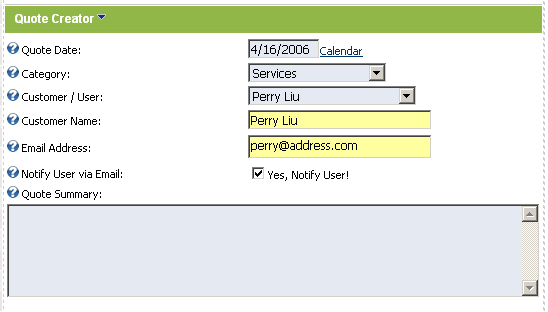 Quote Creator
Quote Date: 4/16/2006 Calendar
Category: Services
Customer / User: Perry Liu
Customer Name: Perry Liu
Email Address: perry@address.com
Notify User via Email: Yes, Notify User!
Quote Summary: